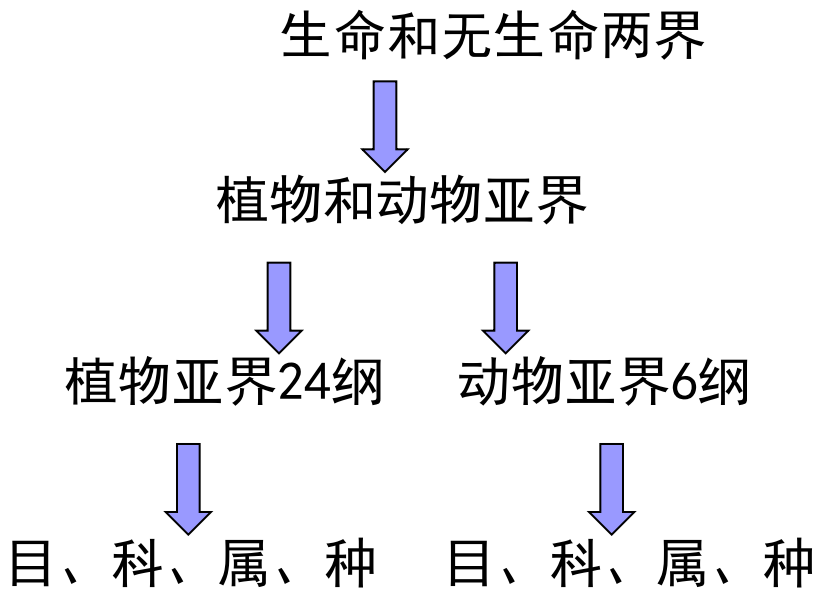 生命和无生命两界
植物和动物亚界
植物亚界24纲
动物亚界6纲
目、科、属、种
目、科、属、种